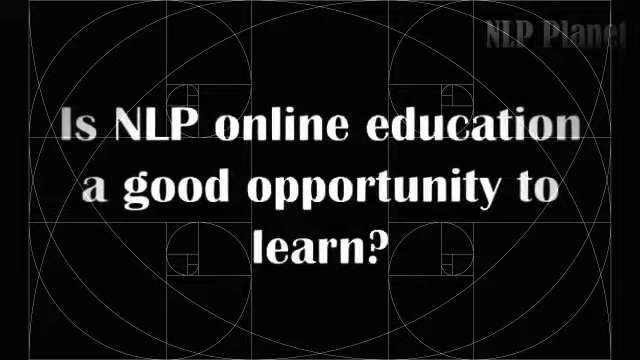 NLP Planet
Is NLP online education
a good opportunity to
learn?